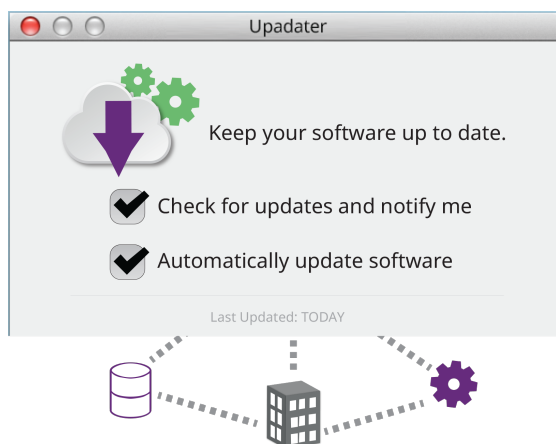 Upadater
Keep your software up to date.
Check for updates and notify me
Automatically update software
Last Updated: TODAY